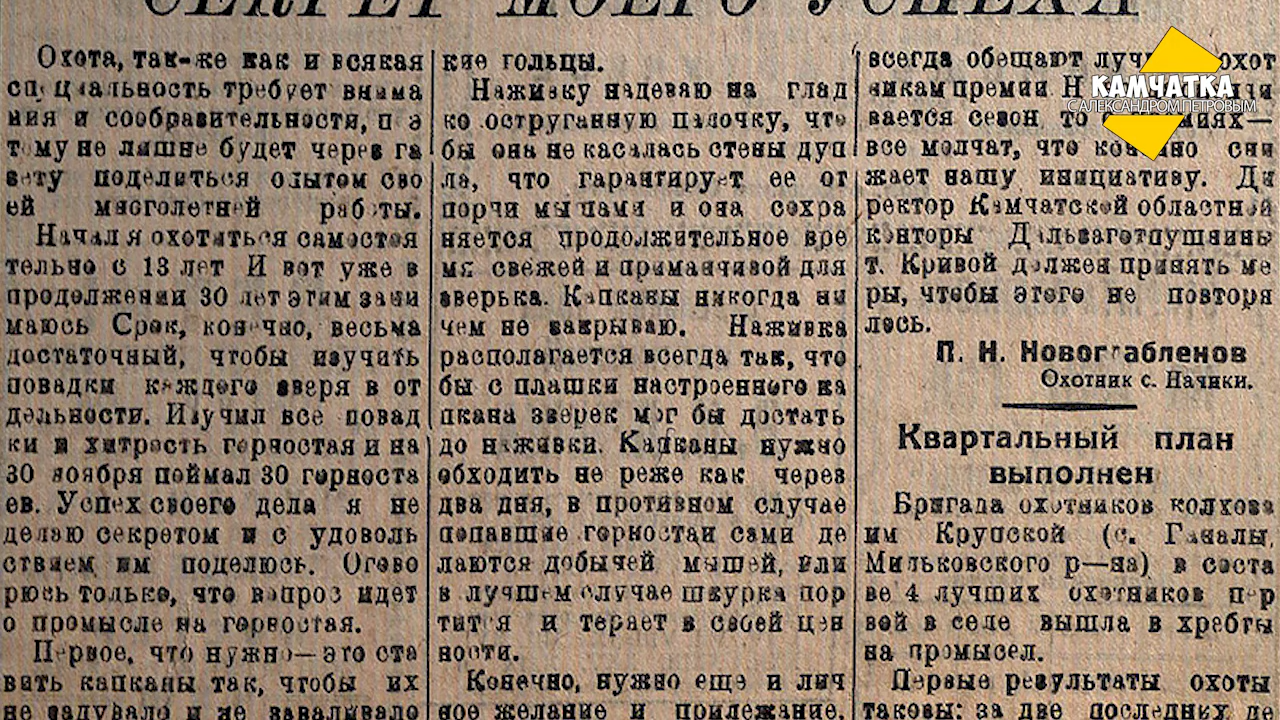 СЕКРЕТ МОЕГО УСПЕХА
Охота, так-же как и всякая
специальность требует внима
ния и сообразительности, поэ
тому не лишне будет через га
зету поделиться опытом сво
ей многолетней работы.
Начал я охотиться самостоя
тельно с 13 лет И вот уже в
продолжении 30 лет этим зани
маюсь Срок, конечно, весьма
достаточный, чтобы изучить
повадки каждого зверя в от
дельности. Изучил все повад
ки и хитрость горностая и на
30 ноября поймал 30 горноста
ев. Успех своего дела я не
делаю секретом и с удоволь
ствием им поделюсь. Огово
рюсь только, что вопрос идет
о промысле на горностая.
Первое, что нужно—это ста
вить капканы так, чтобы их
не задувало и не заваливало
кие гольцы.
Наживку надеваю на глад
ко оструганную палочку, что
бы она не касалась стены дуп
ла, что гарантирует ее от
порчи мышами и она сохра
няется продолжительное вре
мя свежей и приманчивой для
зверька. Капканы никогда ни
чем не закрываю. Наживка
располагается всегда так, что
бы с плашки настроенного ка
пкана зверек мог бы достать
до наживки. Капканы нужно
обходить не реже как через
два дня, в противном случае
попавшие горностаи сами де
лаются добычей мышей, или
в лучшем случае шкурка пор
тится и теряет в своей цен
ности.
Конечно, нужно еще и лич
ное желание и прилежание,
всегда обещают луч охот
никам премии. Н
вается сезон, то о миях—
все молчат, что конечно сни
жает нашу инициативу. Ди
ректор Камчатской областной
конторы Дальзаготпушнины
т. Кривой должен принять ме
ры, чтобы этого не повторя
лось.
П. Н. Новограбленов
Охотник с. Начики.
Квартальный план
выполнен
Бригада охотников колхоза
им Крупской (с. Ганалы,
Мильковского р—на) в соста
ве 4 лучших охотников пер
вой в селе вышла в хребты
на промысел.
Первые результаты охоты
таковы: за две последних де
КАМЧАТКА
С АЛЕКСАНДРОМ ПЕТРОВЫМ